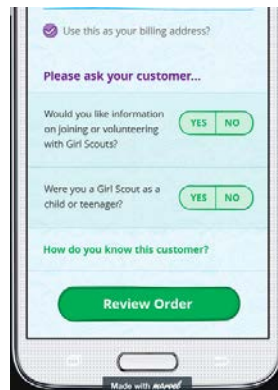 Use this as your billing address?
Please ask your customer...
Would you like information
on joining or volunteering
with Girl Scouts?
YES NO
Were you a Girl Scout as a
child or teenager?
YES NO
How do you know this customer?
Review Order
Made with marvel